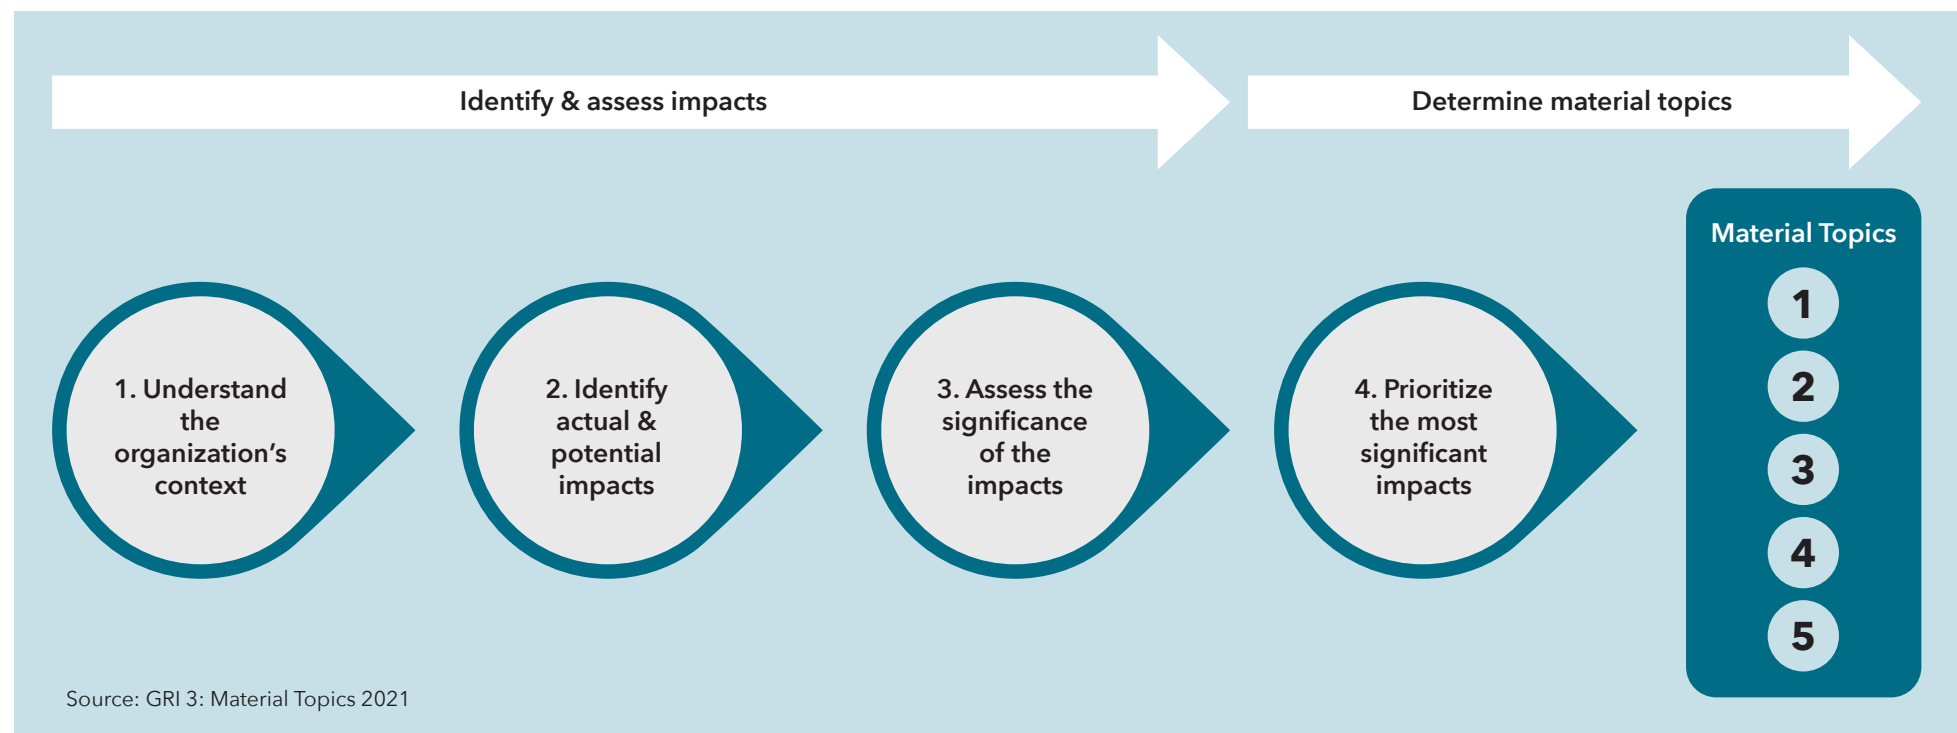 Identify & assess impacts
Determine material topics
1. Understand
the
organization's
context
2. Identify
actual &
potential
impacts
3. Assess the
significance
of the
impacts
4. Prioritize
the most
significant
impacts
Material Topics
1
2
3
4
5
Source: GRI 3: Material Topics 2021